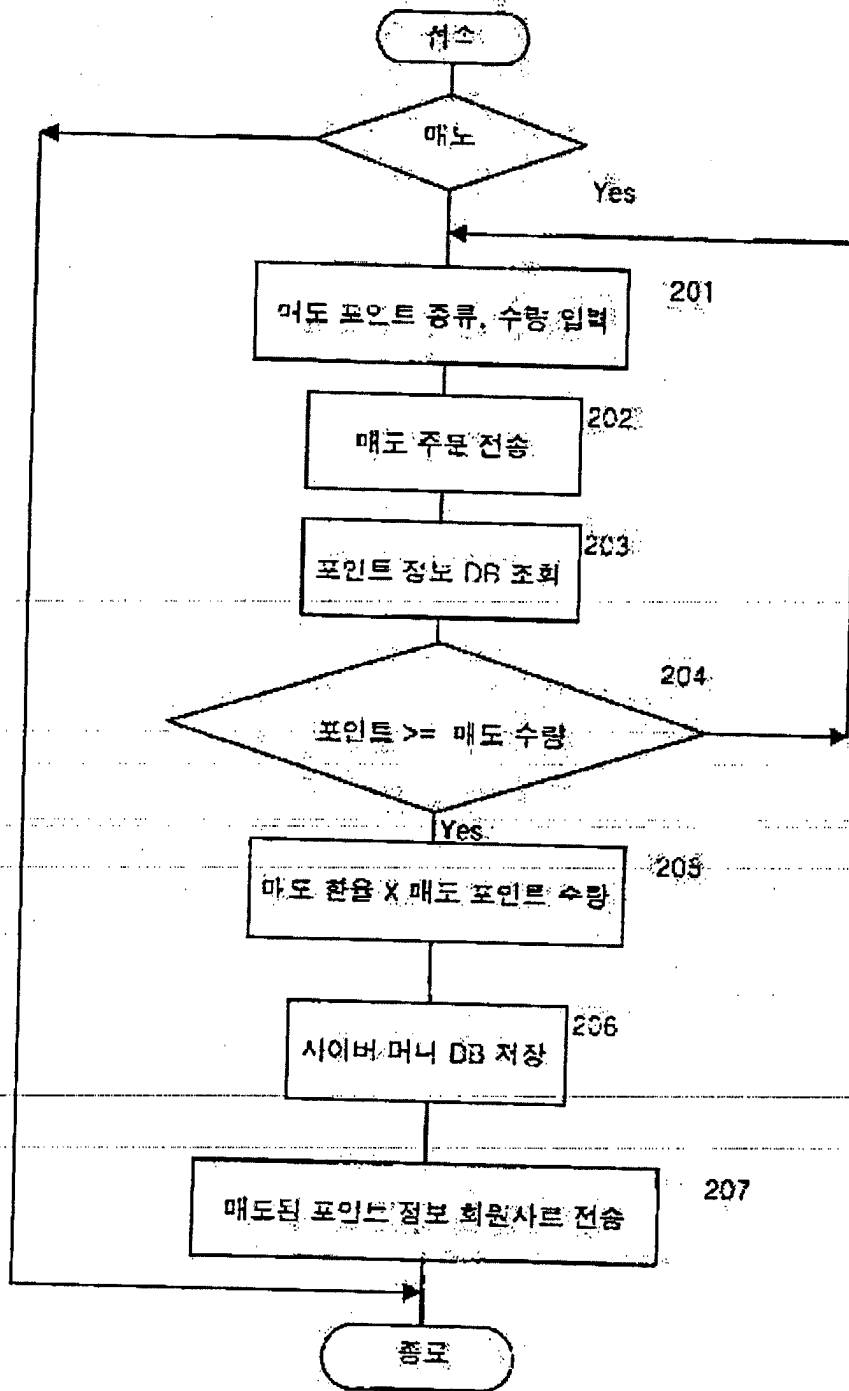 매도
Yes
201
매도 포인트 종류, 수량 입력
202
매도 주문 전송
203
포인트 정보 DB 조회
204
포인트 >= 매도 수량
Yes
205
매도 환율 X 매도 포인트 수량
206
사이버 머니 DB 저장
207
매도된 포인트 정보 회원사로 전송
종료